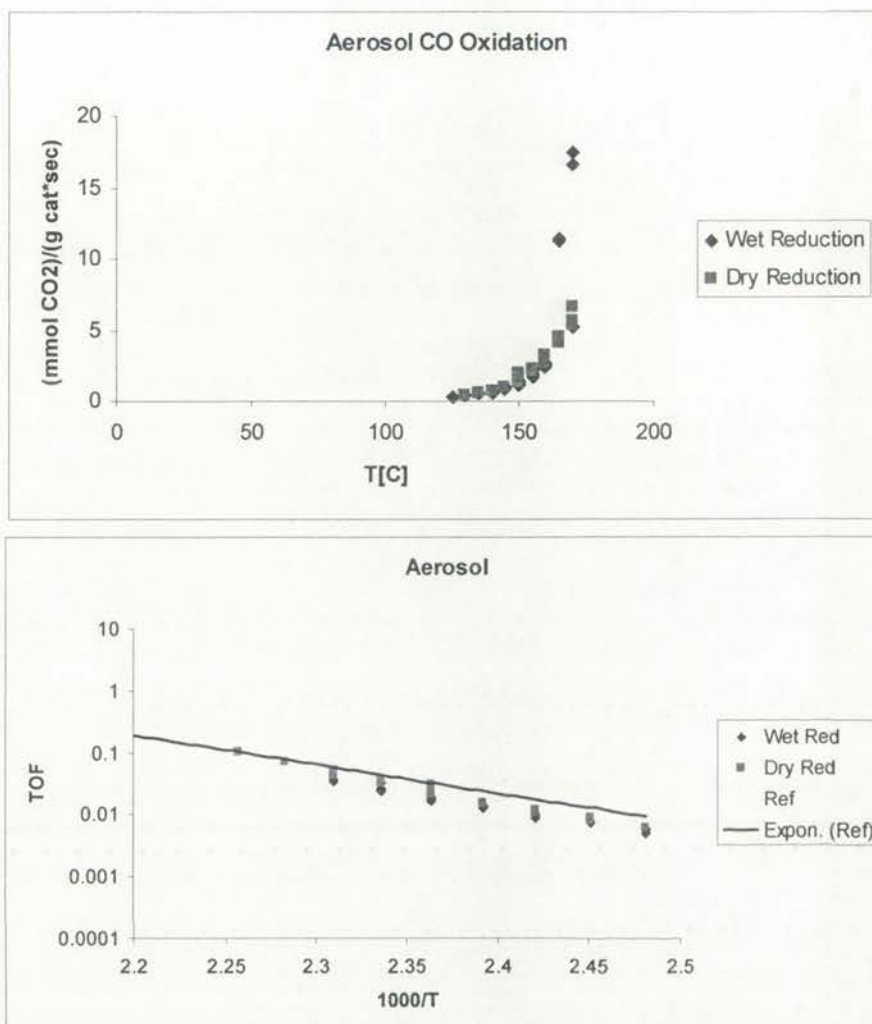 Aerosol CO Oxidation
(mmol CO2)/(g cat*sec)
20
15
10
5
0
0
50
100
150
200
T[C]
Wet Reduction
Dry Reduction
Aerosol
TOF
10
1
0.1
0.01
0.001
0.0001
2.2
2.25
2.3
2.35
2.4
2.45
2.5
1000/T
Wet Red
Dry Red
Ref
Expon. (Ref)